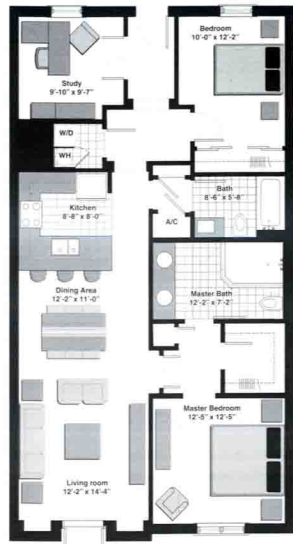 Bedroom
10'-0" x 12'-2"
Study
9'-10" x 9'-7"
W/D
WH
Kitchen
8'-8" x 8'-0"
Bath
8'-6" x 5'-6"
A/C
Dining Area
12'-2" x 11'-0"
Master Bath
12'-2" x 7'-2"
Master Bedroom
12'-5" x 12'-5"
Living room
12'-2" x 14'-4"